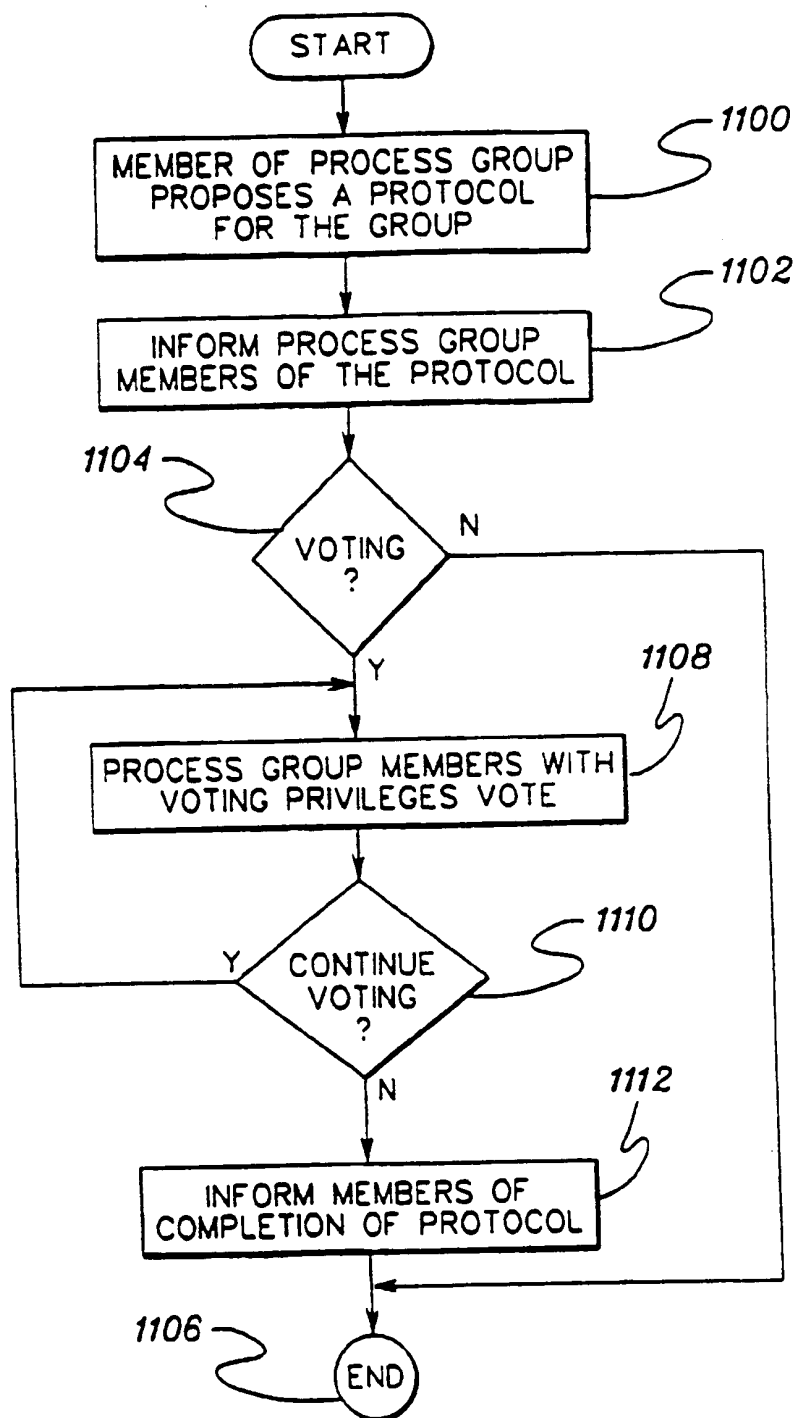 START
1100
MEMBER OF PROCESS GROUP
PROPOSES A PROTOCOL
FOR THE GROUP
1102
INFORM PROCESS GROUP
MEMBERS OF THE PROTOCOL
1104
N
VOTING
?
Y
1108
PROCESS GROUP MEMBERS WITH
VOTING PRIVILEGES VOTE
1110
Y
CONTINUE
VOTING
?
N
1112
INFORM MEMBERS OF
COMPLETION OF PROTOCOL
1106
END